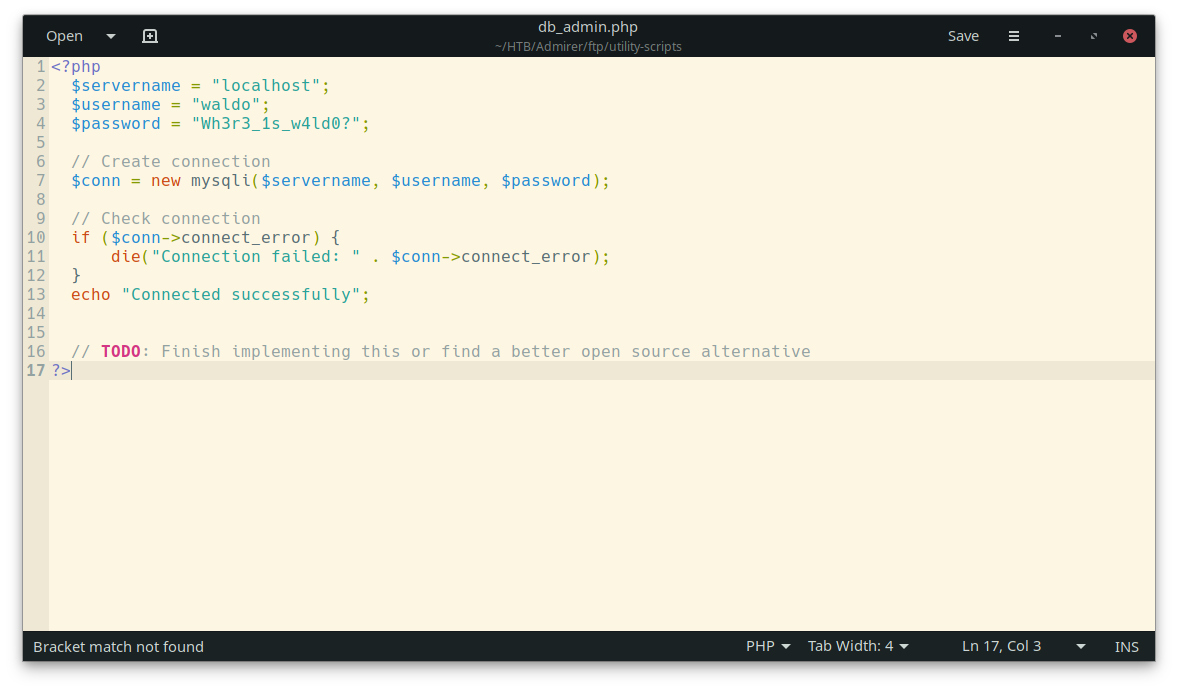 Open
db_admin.php
~/HTB/Admirer/ftp/utility-scripts
Save
1 <?php
2   $servername = "localhost";
3   $username = "waldo";
4   $password = "Wh3r3_1s_w4ld0?";
5
6   // Create connection
7   $conn = new mysqli($servername, $username, $password);
8
9   // Check connection
10   if ($conn->connect_error) {
11       die("Connection failed: " . $conn->connect_error);
12   }
13   echo "Connected successfully";
14
15
16   // TODO: Finish implementing this or find a better open source alternative
17 ?>
Bracket match not found
PHP
Tab Width: 4
Ln 17, Col 3
INS